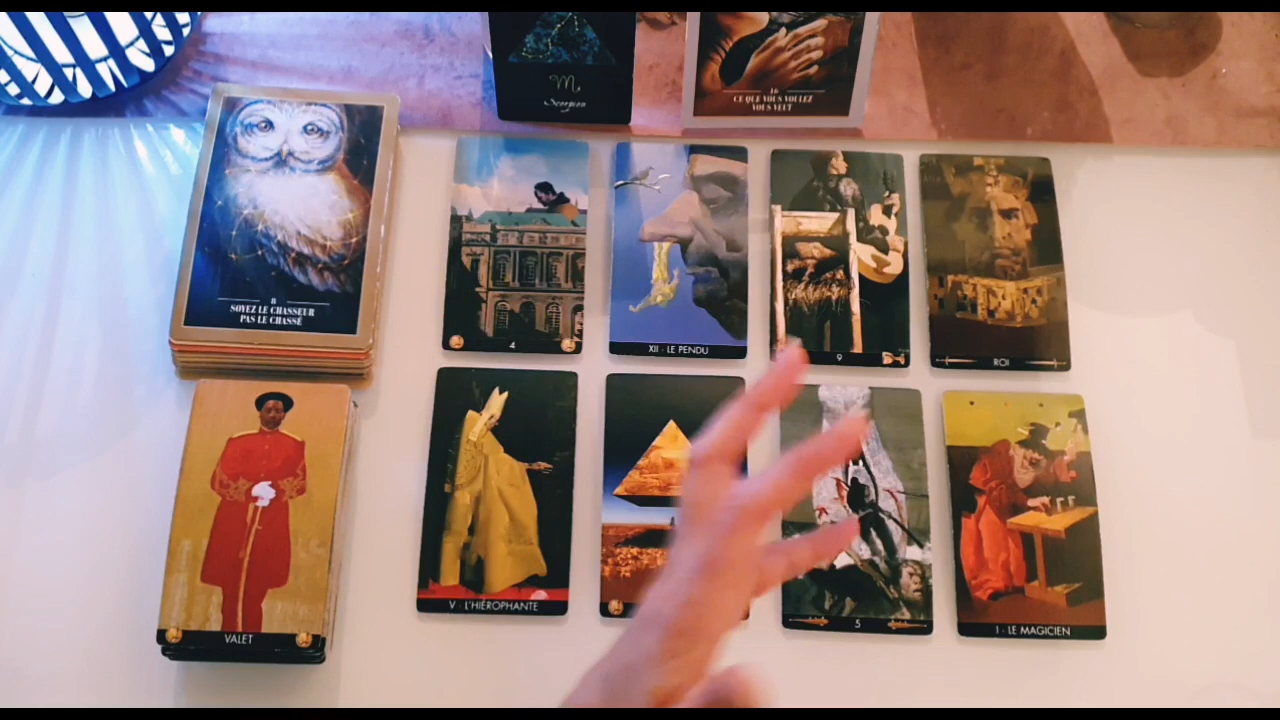 Scorpion
16
CE QUE VOUS VOULEZ
VOUS VEUT
8
SOYEZ LE CHASSEUR
PAS LE CHASSÉ
4
XII · LE PENDU
9
ROI
VALET
V · L'HIÉROPHANTE
5
I · LE MAGICIEN